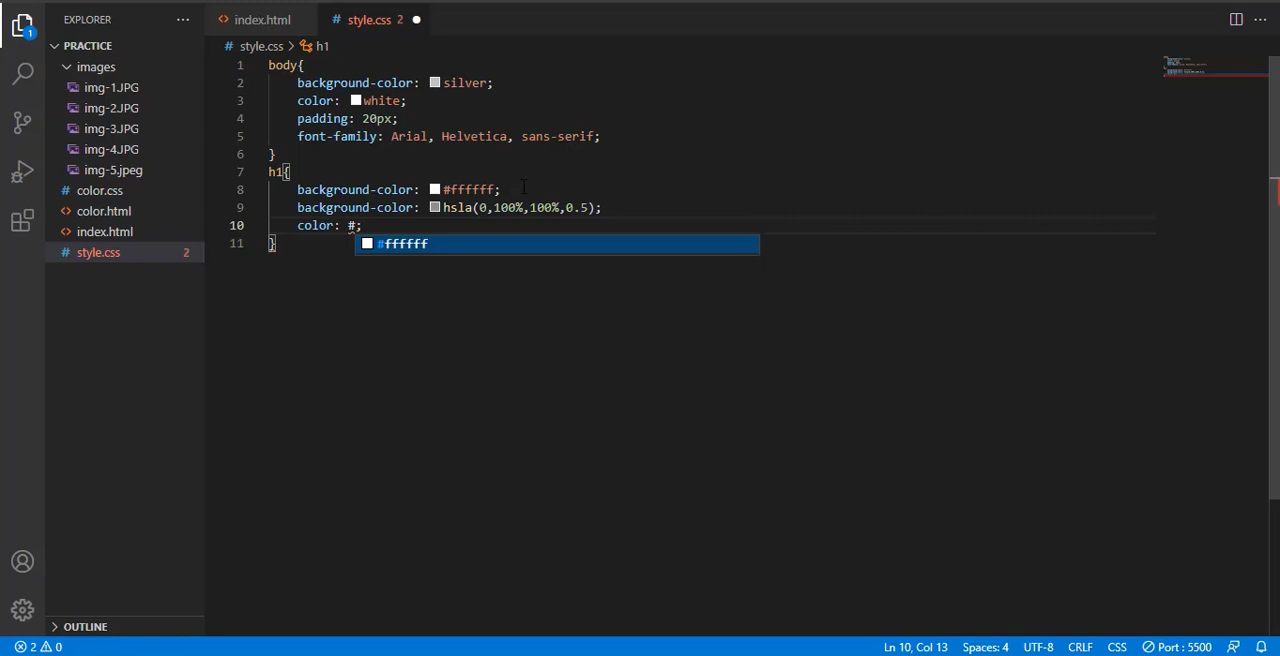 EXPLORER ···
1
PRACTICE
images
img-1.JPG
img-2.JPG
img-3.JPG
img-4.JPG
img-5.jpeg
color.css
color.html
index.html
style.css 2
OUTLINE
index.html
style.css 2
···
style.css > h1
1 body{
2 background-color: silver;
3 color: white;
4 padding: 20px;
5 font-family: Arial, Helvetica, sans-serif;
6 }
7 h1{
8 background-color: #ffffff;
9 background-color: hsla(0,100%,100%,0.5);
10 color: #;
#ffffff
11 }
2 0
Ln 10, Col 13 Spaces: 4 UTF-8 CRLF CSS Port : 5500